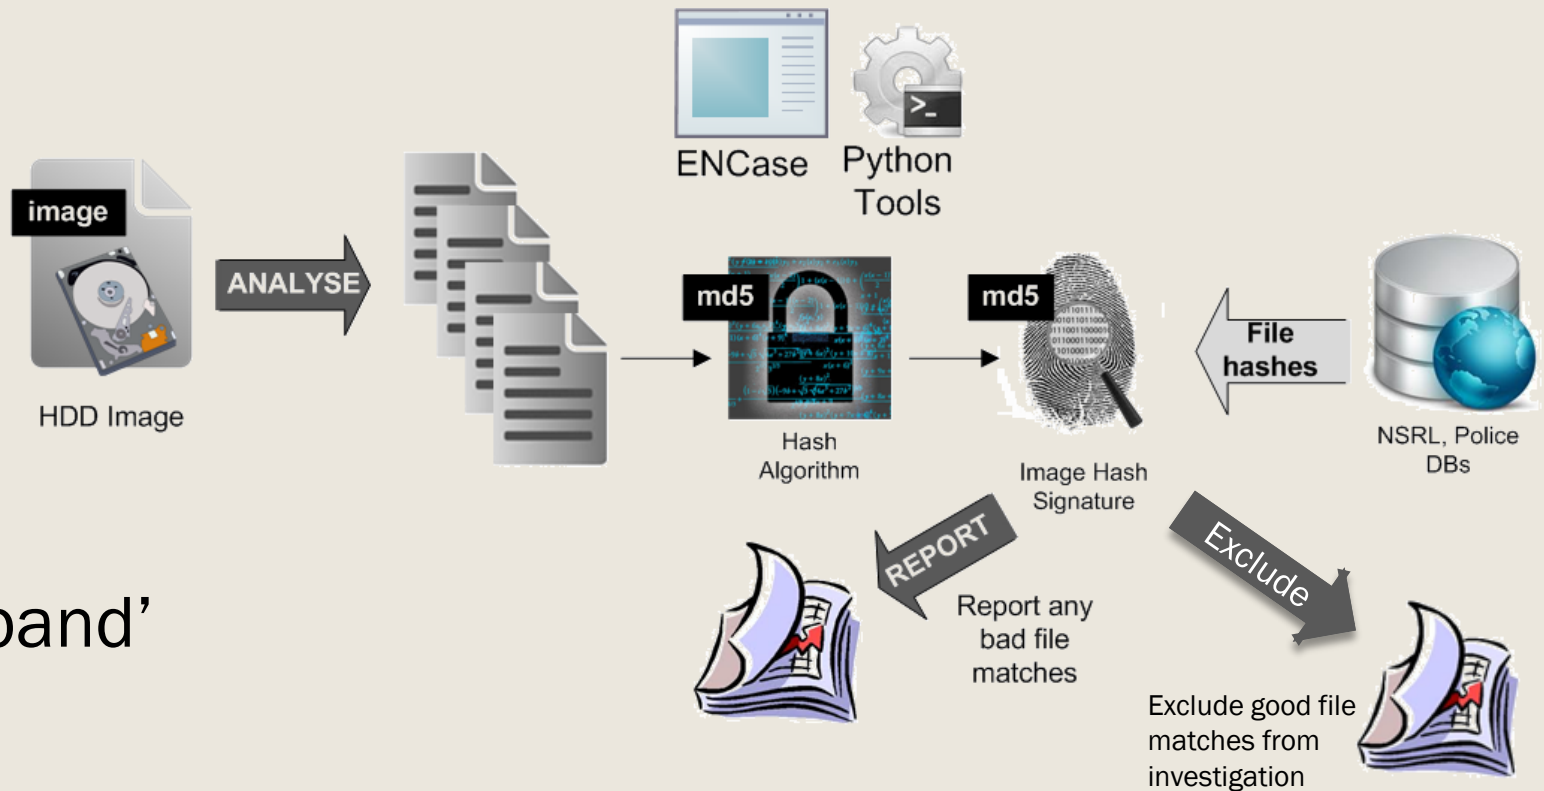 ENCase
Python
Tools
image
ANALYSE
HDD Image
md5
md5
File
hashes
Hash
Algorithm
Image Hash
Signature
NSRL, Police
DBs
REPORT
Exclude
Report any
bad file
matches
Exclude good file
matches from
investigation
band’